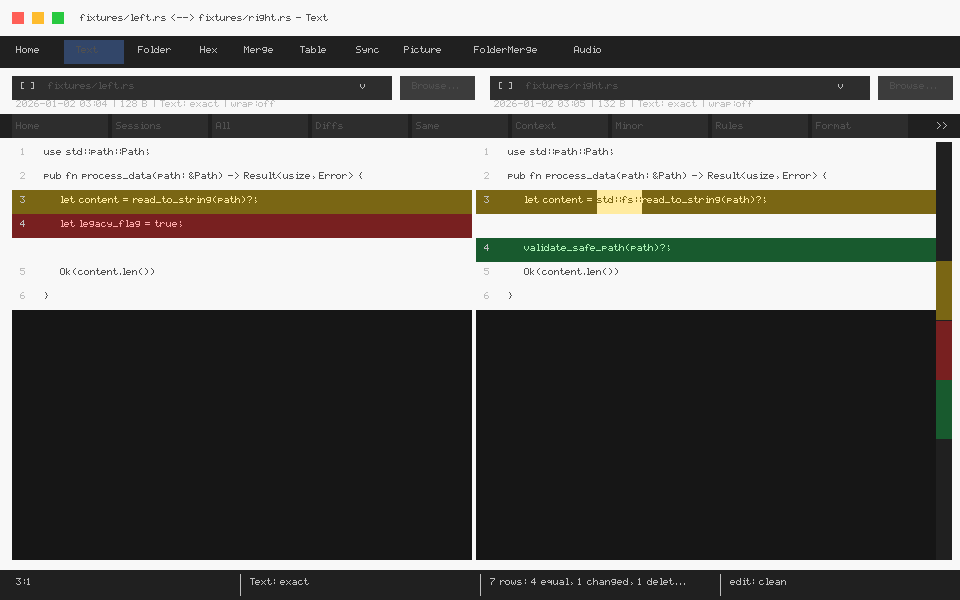 fixtures/left.rs <--> fixtures/right.rs - Text
Home Text Folder Hex Merge Table Sync Picture FolderMerge Audio
[ ] fixtures/left.rs v Browse... [ ] fixtures/right.rs v Browse...
2026-01-02 03:04 | 128 B | Text: exact | wrap:off 2026-01-02 03:05 | 132 B | Text: exact | wrap:off
Home Sessions All Diffs Same Context Minor Rules Format >>
1 use std::path::Path; 1 use std::path::Path;
2 pub fn process_data(path: &Path) -> Result<usize, Error> { 2 pub fn process_data(path: &Path) -> Result<usize, Error> {
3 let content = read_to_string(path)?; 3 let content = std::fs::read_to_string(path)?;
4 let legacy_flag = true;
4 validate_safe_path(path)?;
5 Ok(content.len()) 5 Ok(content.len())
6 } 6 }
3:1 Text: exact 7 rows: 4 equal, 1 changed, 1 delet... edit: clean